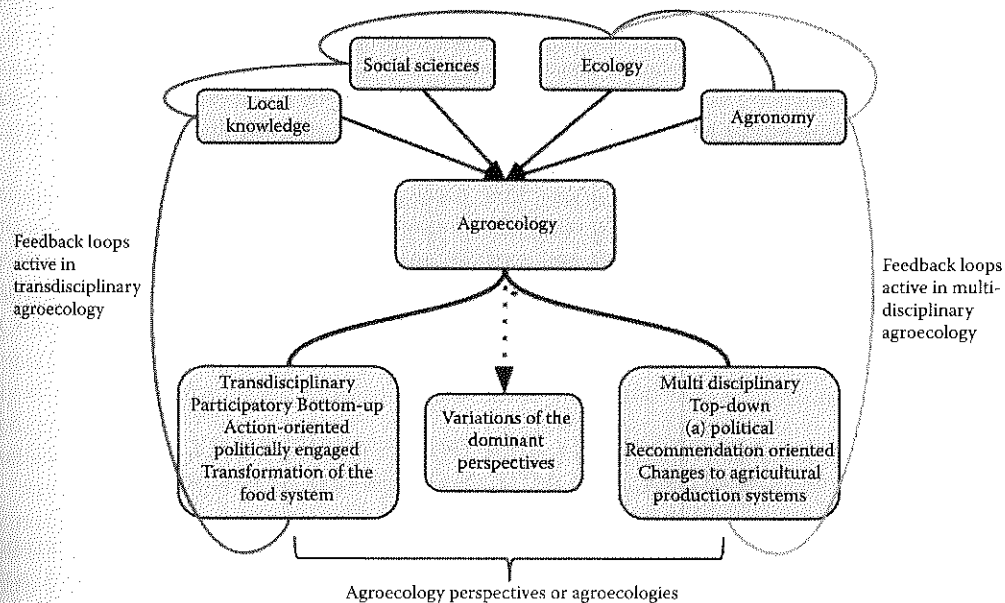 Social sciences
Ecology
Local
knowledge
Agronomy
Agroecology
Feedback loops
active in
transdisciplinary
agroecology
Feedback loops
active in multi-
disciplinary
agroecology
Transdisciplinary
Participatory Bottom-up
Action-oriented
politically engaged
Transformation of the
food system
Variations of the
dominant
perspectives
Multi disciplinary
Top-down
(a) political
Recommendation oriented
Changes to agricultural
production systems
Agroecology perspectives or agroecologies